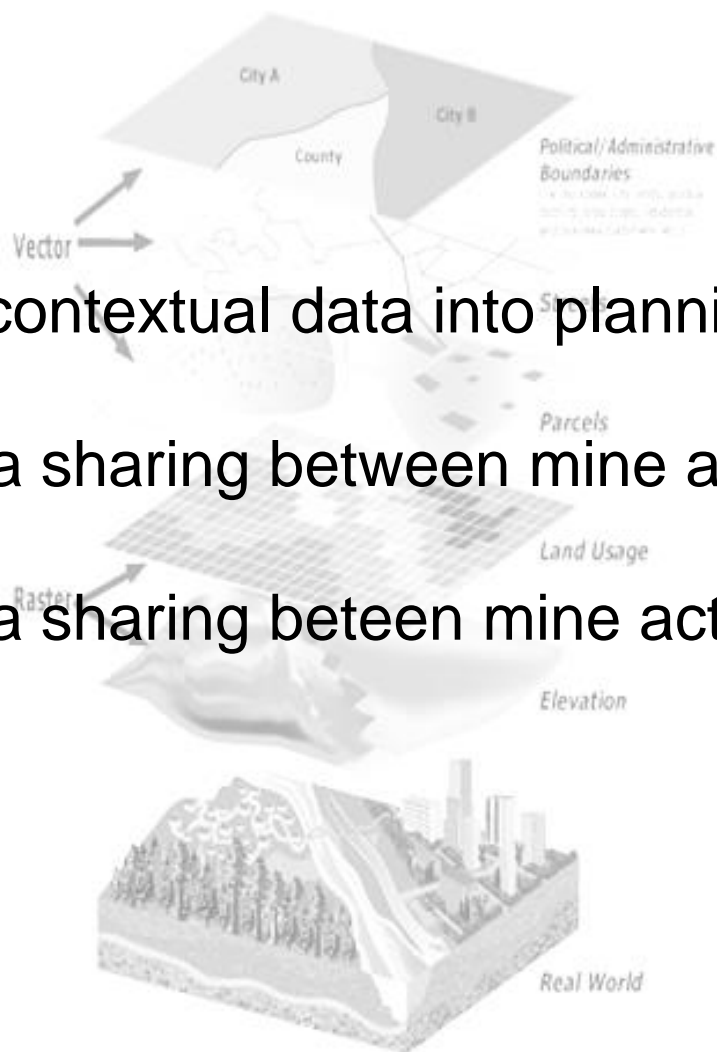 City A
City B
County
Political/Administrative
Boundaries
Vector
contextual data into planni
Streets
Parcels
a sharing between mine a
Land Usage
Raster
a sharing beteen mine act
Elevation
Real World